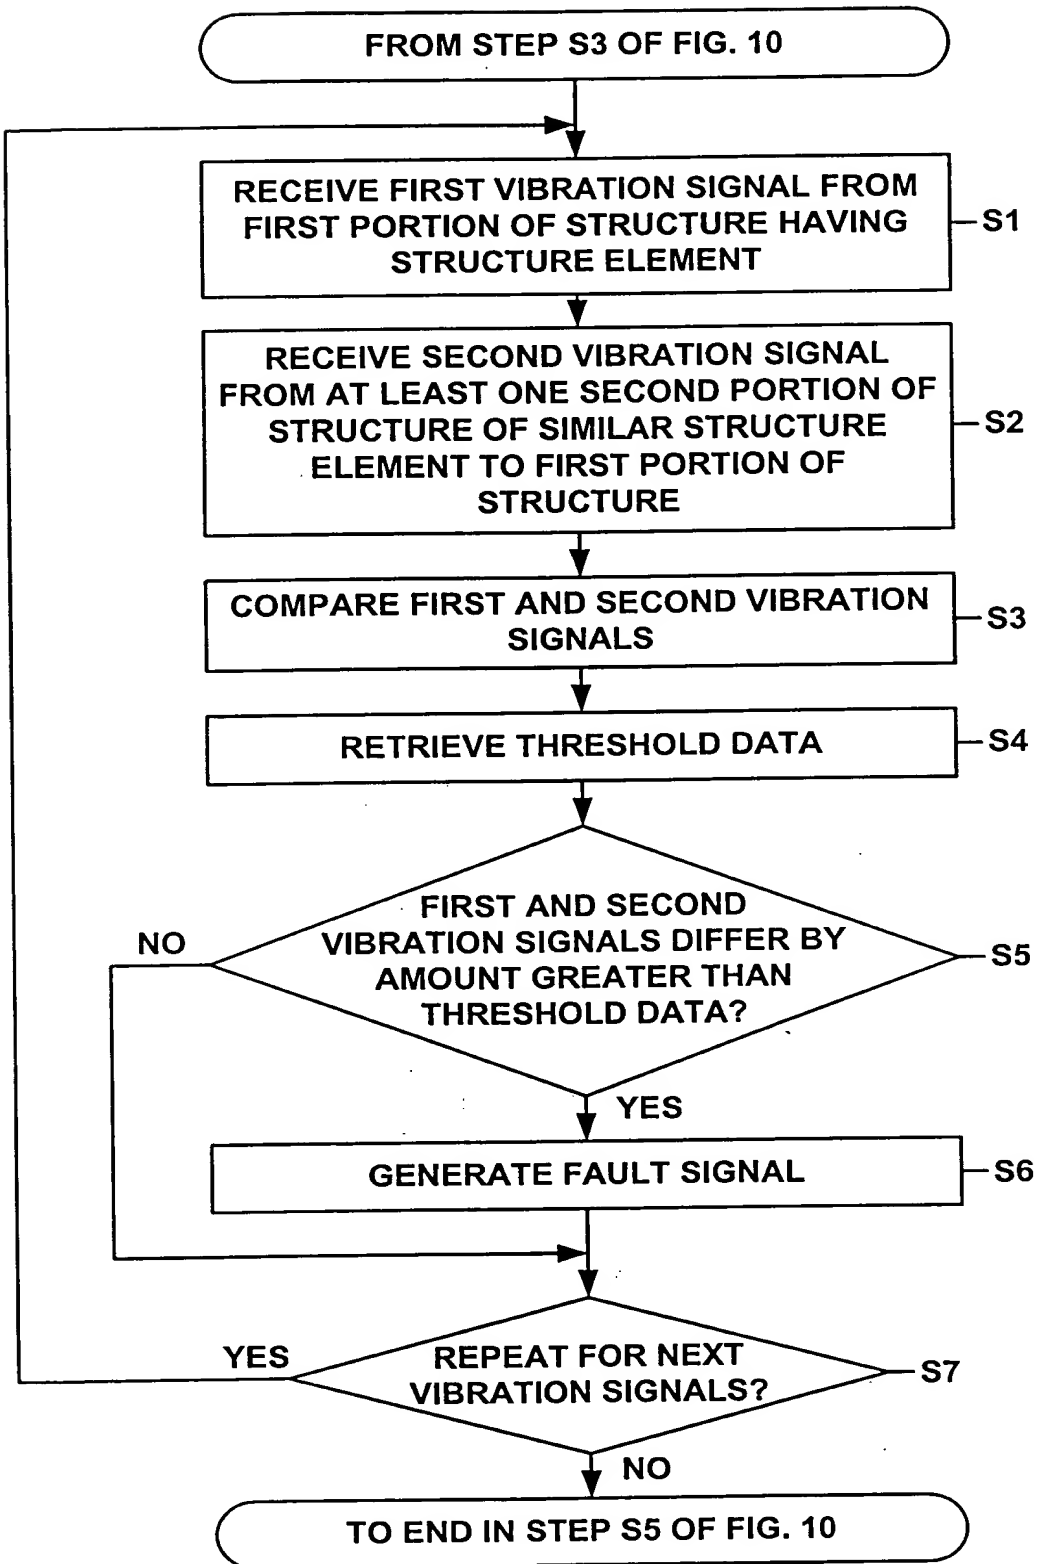 FROM STEP S3 OF FIG. 10
RECEIVE FIRST VIBRATION SIGNAL FROM
FIRST PORTION OF STRUCTURE HAVING
STRUCTURE ELEMENT
S1
RECEIVE SECOND VIBRATION SIGNAL
FROM AT LEAST ONE SECOND PORTION OF
STRUCTURE OF SIMILAR STRUCTURE
ELEMENT TO FIRST PORTION OF
STRUCTURE
S2
COMPARE FIRST AND SECOND VIBRATION
SIGNALS
S3
RETRIEVE THRESHOLD DATA
S4
FIRST AND SECOND
VIBRATION SIGNALS DIFFER BY
AMOUNT GREATER THAN
THRESHOLD DATA?
S5
NO
YES
GENERATE FAULT SIGNAL
S6
REPEAT FOR NEXT
VIBRATION SIGNALS?
S7
YES
NO
TO END IN STEP S5 OF FIG. 10